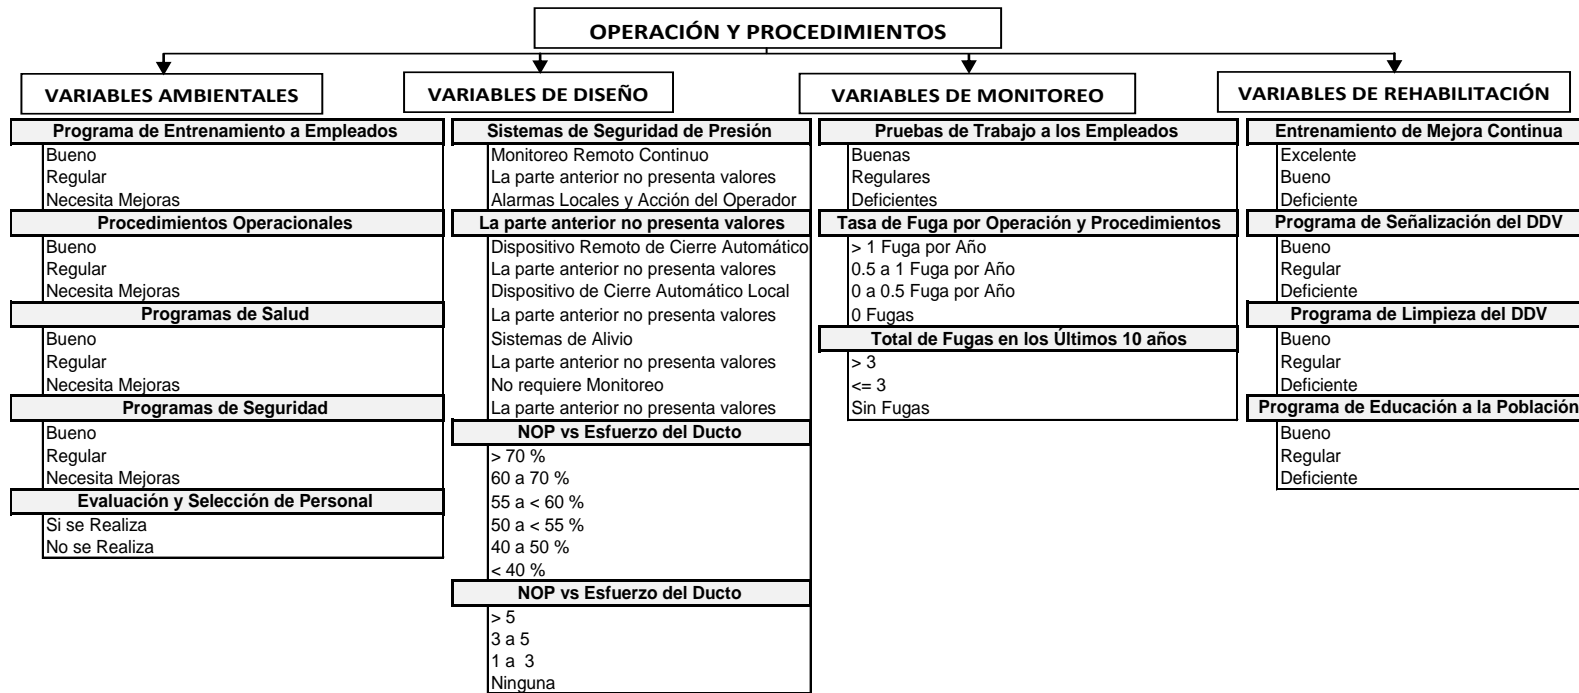 OPERACIÓN Y PROCEDIMIENTOS
VARIABLES AMBIENTALES
Programa de Entrenamiento a Empleados
Bueno
Regular
Necesita Mejoras
Procedimientos Operacionales
Bueno
Regular
Necesita Mejoras
Programas de Salud
Bueno
Regular
Necesita Mejoras
Programas de Seguridad
Bueno
Regular
Necesita Mejoras
Evaluación y Selección de Personal
Si se Realiza
No se Realiza
VARIABLES DE DISEÑO
Sistemas de Seguridad de Presión
Monitoreo Remoto Continuo
La parte anterior no presenta valores
Alarmas Locales y Acción del Operador
La parte anterior no presenta valores
Dispositivo Remoto de Cierre Automático
La parte anterior no presenta valores
Dispositivo de Cierre Automático Local
La parte anterior no presenta valores
Sistemas de Alivio
La parte anterior no presenta valores
No requiere Monitoreo
La parte anterior no presenta valores
NOP vs Esfuerzo del Ducto
> 70 %
60 a 70 %
55 a < 60 %
50 a < 55 %
40 a 50 %
< 40 %
NOP vs Esfuerzo del Ducto
> 5
3 a 5
1 a  3
Ninguna
VARIABLES DE MONITOREO
Pruebas de Trabajo a los Empleados
Buenas
Regulares
Deficientes
Tasa de Fuga por Operación y Procedimientos
> 1 Fuga por Año
0.5 a 1 Fuga por Año
0 a 0.5 Fuga por Año
0 Fugas
Total de Fugas en los Últimos 10 años
> 3
<= 3
Sin Fugas
VARIABLES DE REHABILITACIÓN
Entrenamiento de Mejora Continua
Excelente
Bueno
Deficiente
Programa de Señalización del DDV
Bueno
Regular
Deficiente
Programa de Limpieza del DDV
Bueno
Regular
Deficiente
Programa de Educación a la Población
Bueno
Regular
Deficiente